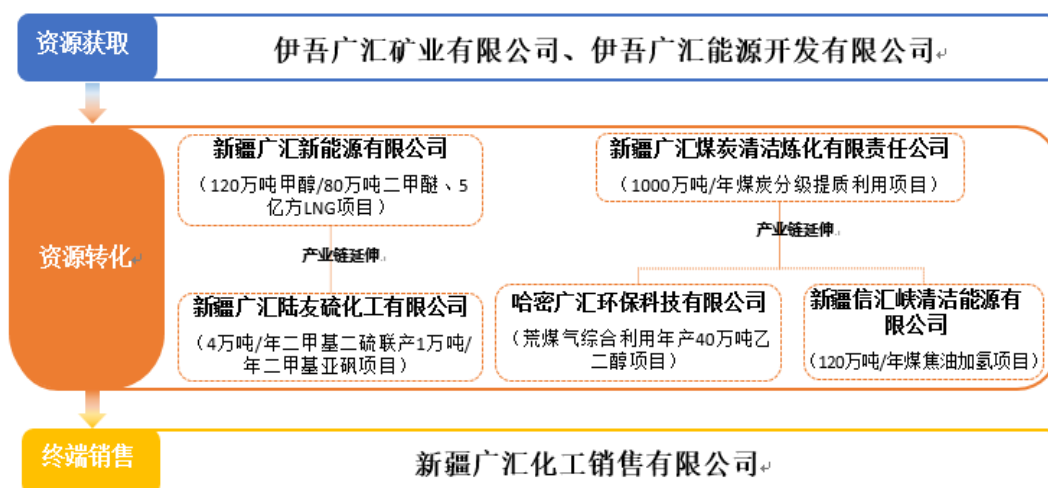 资源获取
伊吾广汇矿业有限公司、伊吾广汇能源开发有限公司
新疆广汇新能源有限公司
（120万吨甲醇/80万吨二甲醚、5
亿方LNG项目）
新疆广汇煤炭清洁炼化有限责任公司
（1000万吨/年煤炭分级提质利用项目）
产业链延伸
产业链延伸
资源转化
新疆广汇陆友硫化工有限公司
（4万吨/年二甲基二硫联产1万吨/
年二甲基亚砜项目）
哈密广汇环保科技有限公司
（荒煤气综合利用年产40万吨乙
二醇项目）
新疆信汇峡清洁能源有
限公司
（120万吨/年煤焦油加氢项目）
终端销售
新疆广汇化工销售有限公司